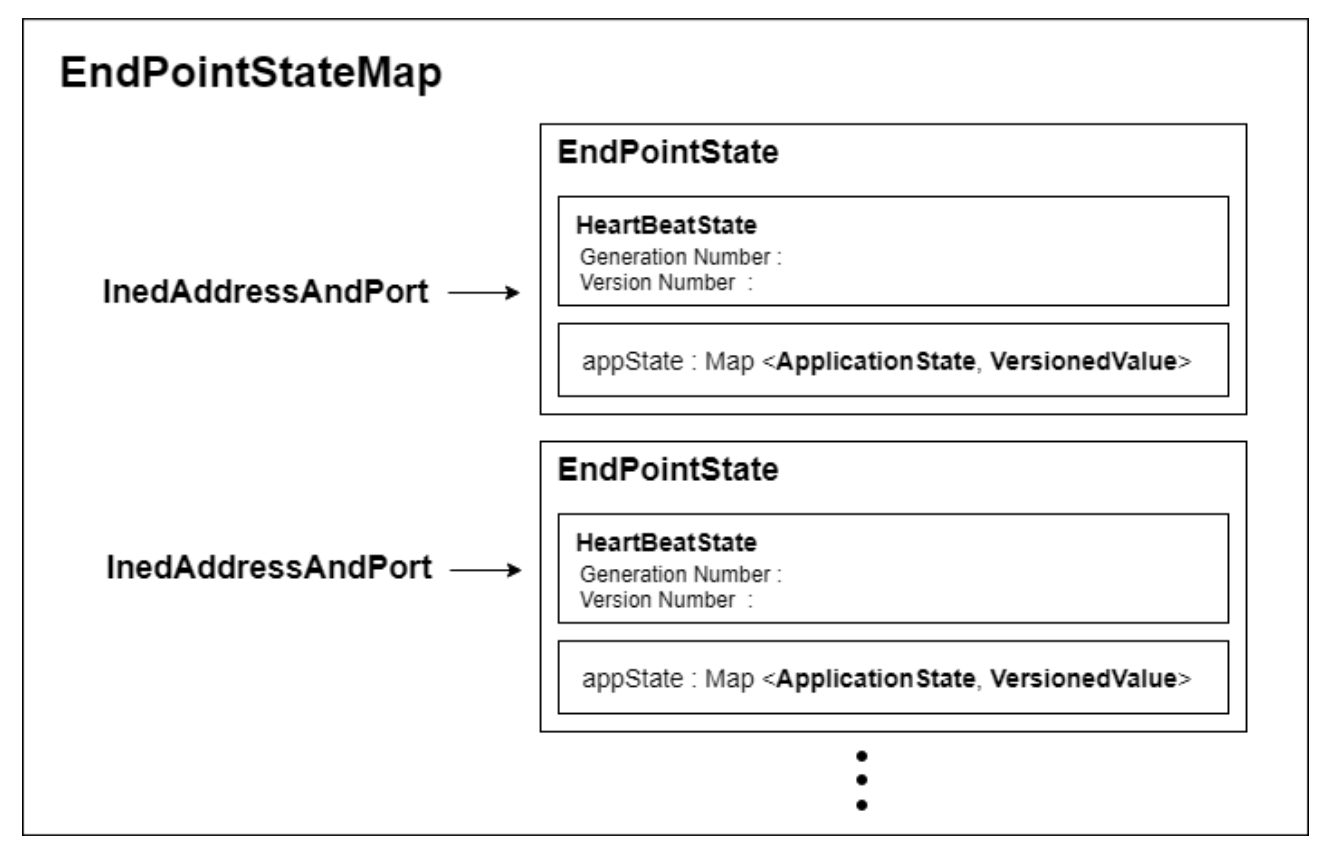 EndPointStateMap
EndPointState
HeartBeatState
Generation Number :
Version Number :
InedAddressAndPort
appState : Map <ApplicationState, VersionedValue>
EndPointState
HeartBeatState
Generation Number :
Version Number :
InedAddressAndPort
appState : Map <ApplicationState, VersionedValue>